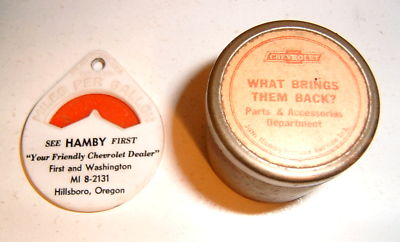 MILES PER GALLON
SEE HAMBY FIRST
"Your Friendly Chevrolet Dealer"
First and Washington
MI 8-2131
Hillsboro, Oregon
CHEVROLET
WHAT BRINGS
THEM BACK?
Parts & Accessories
Department